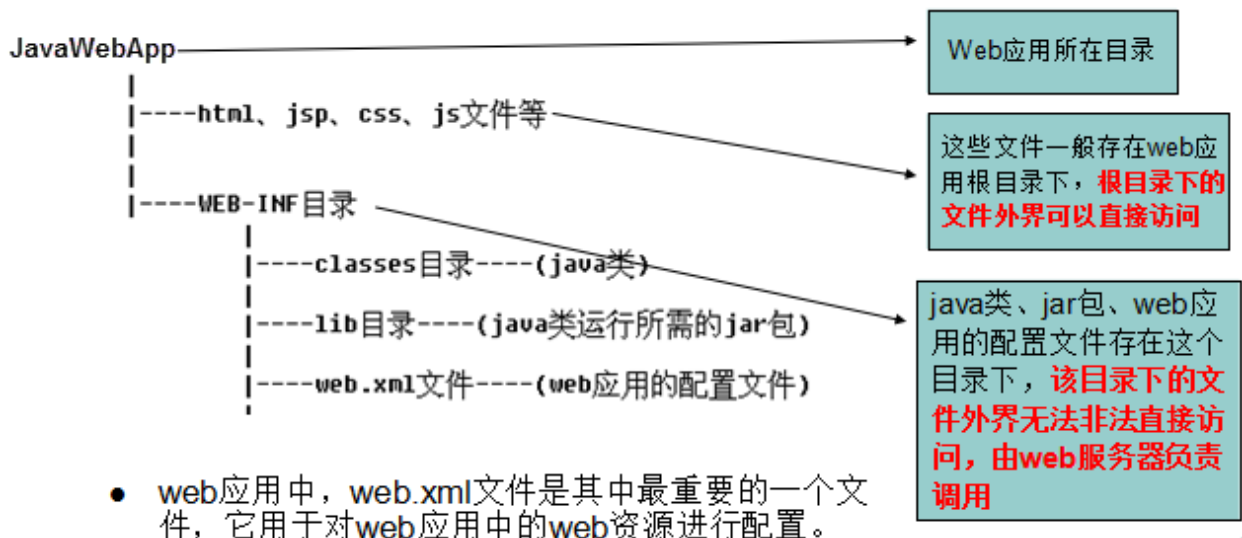 JavaWebApp
Web应用所在目录
|----html、jsp、css、js文件等
这些文件一般存在web应
用根目录下，根目录下的
文件外界可以直接访问
|----WEB-INF目录
|----classes目录----(java类)
|----lib目录----(java类运行所需的jar包)
|----web.xml文件----(web应用的配置文件)
java类、jar包、web应
用的配置文件存在这个
目录下，该目录下的文
件外界无法非法直接访
问，由web服务器负责
调用
● web应用中，web.xml文件是其中最重要的一个文
件，它用于对web应用中的web资源进行配置。